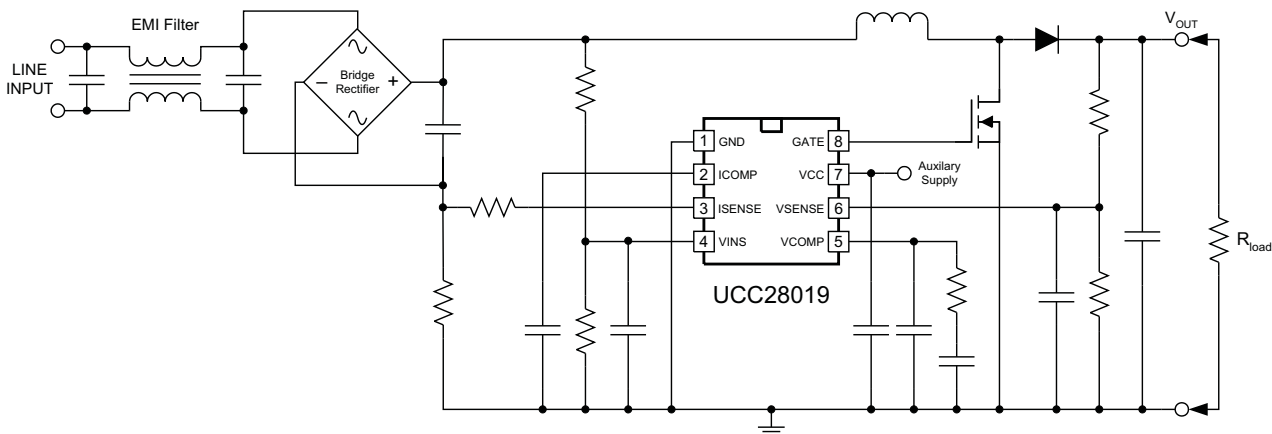 EMI Filter
LINE
INPUT
Bridge
Rectifier
– +
V_OUT
R_load
1 GND
2 ICOMP
3 ISENSE
4 VINS
GATE 8
VCC 7
VSENSE 6
VCOMP 5
Auxilary
Supply
UCC28019